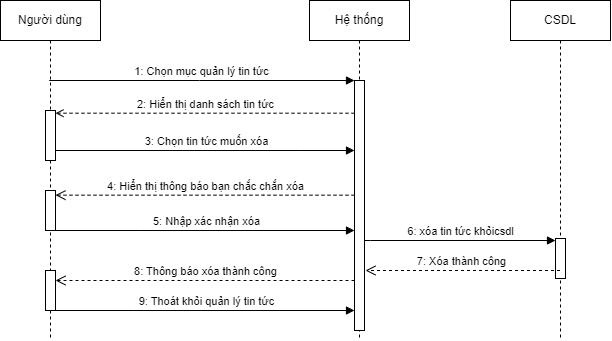 Người dùng
Hệ thống
CSDL
1: Chọn mục quản lý tin tức
2: Hiển thị danh sách tin tức
3: Chọn tin tức muốn xóa
4: Hiển thị thông báo bạn chắc chắn xóa
5: Nhập xác nhận xóa
6: xóa tin tức khỏicsdl
7: Xóa thành công
8: Thông báo xóa thành công
9: Thoát khỏi quản lý tin tức